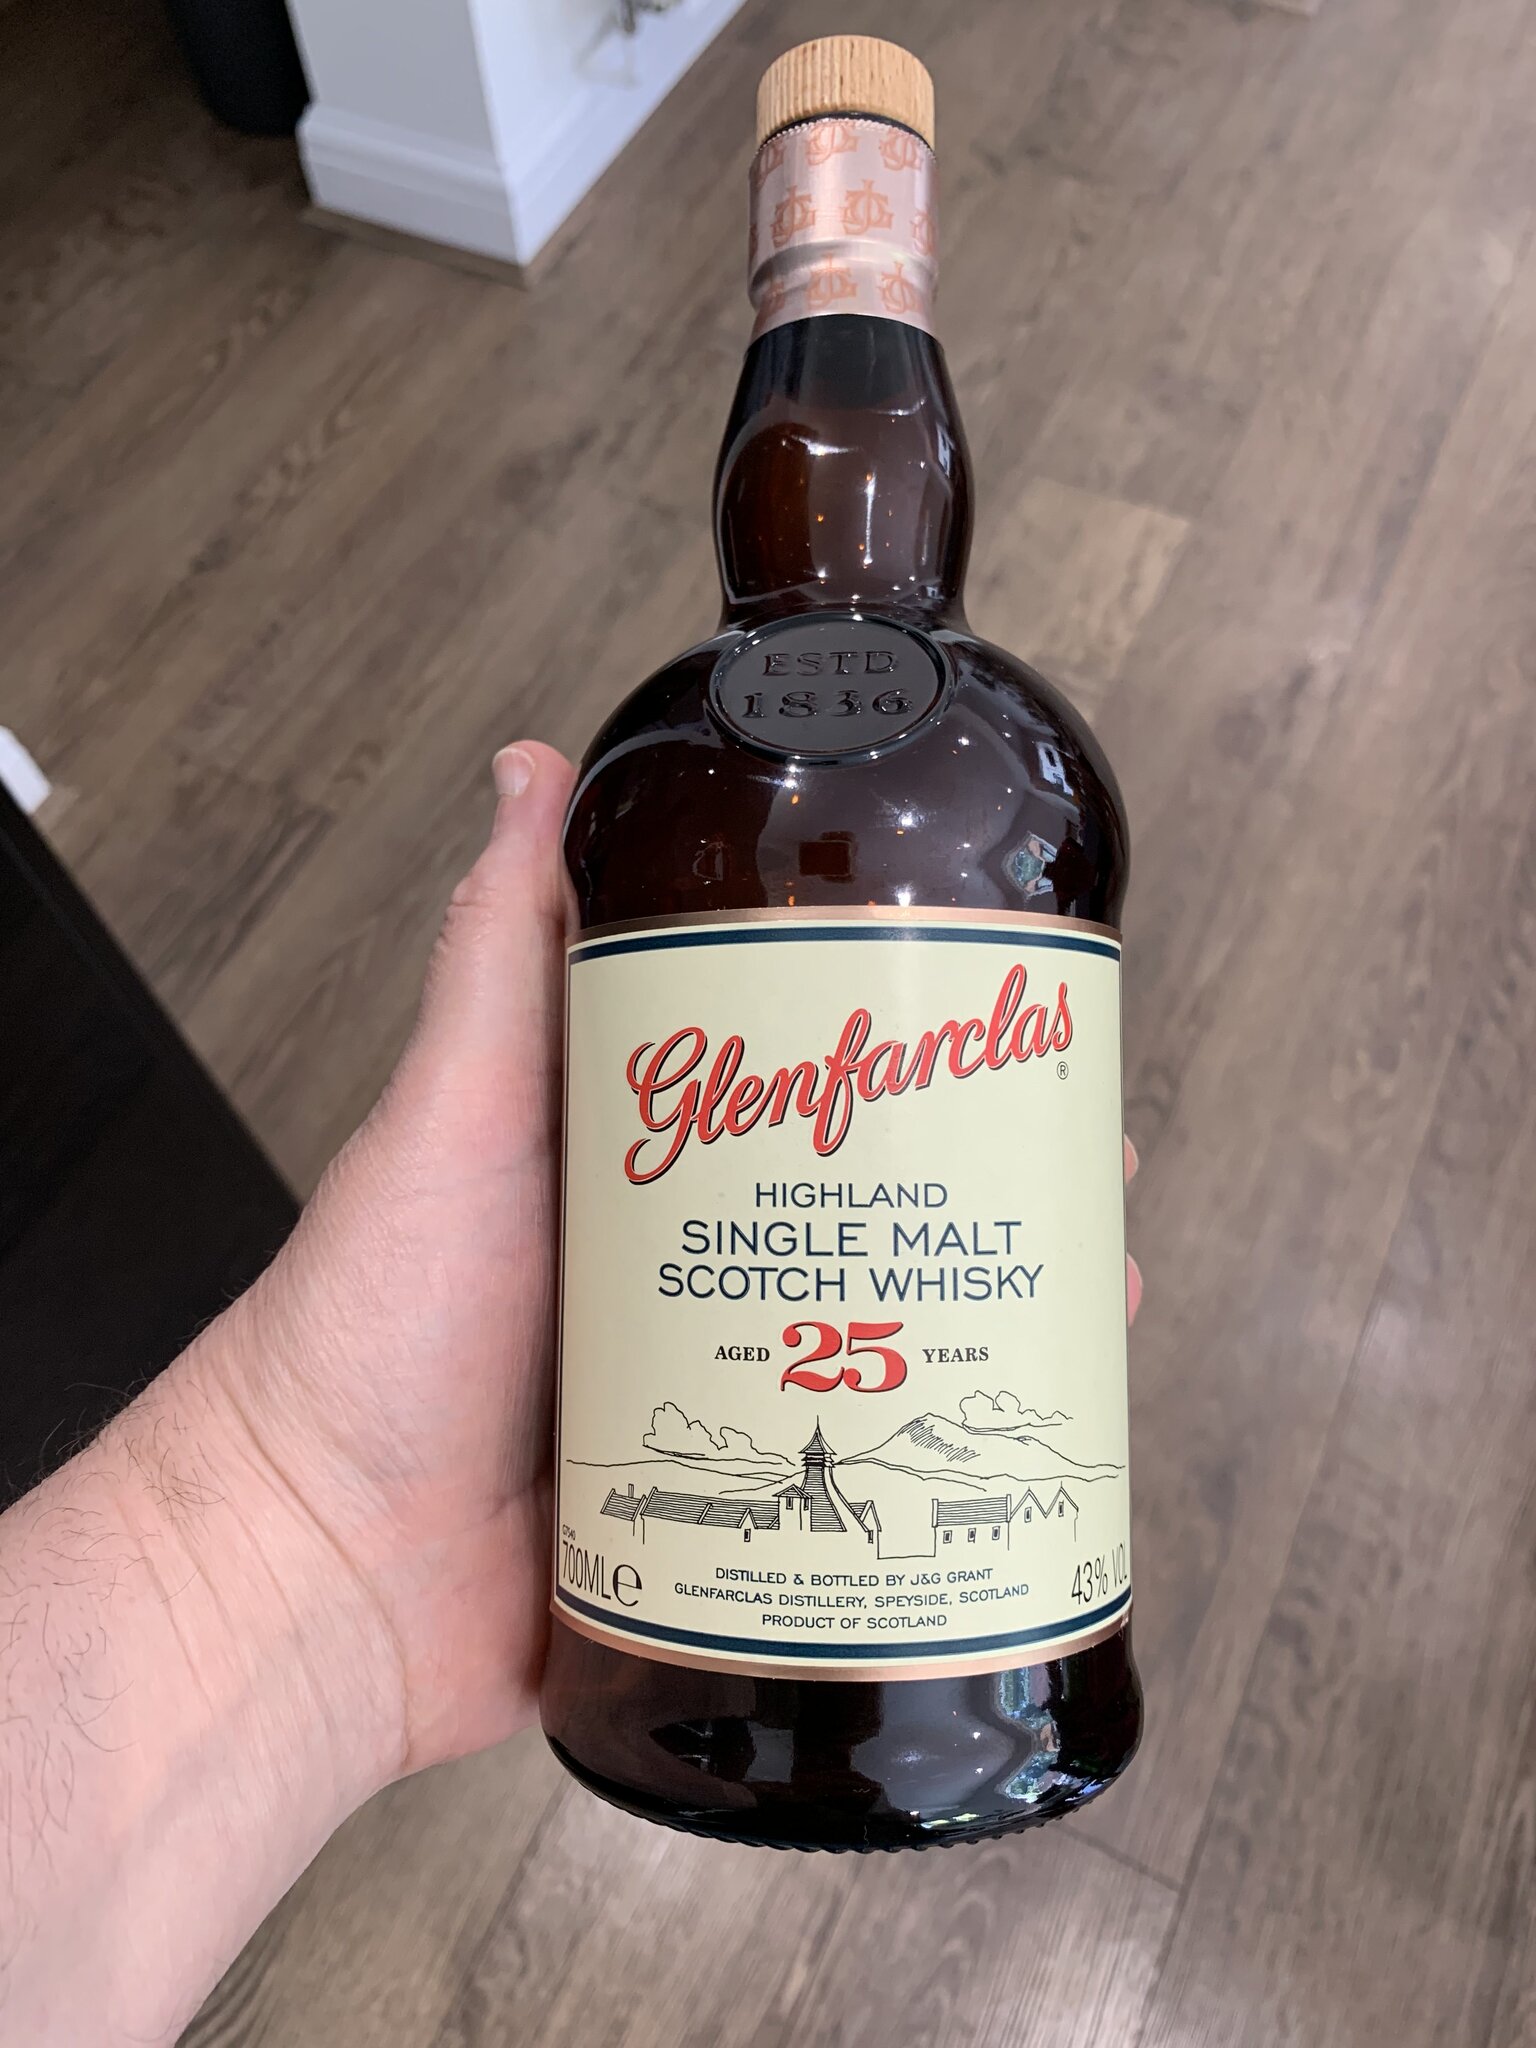 ESTD
1836
Glenfarclas
®
HIGHLAND
SINGLE MALT
SCOTCH WHISKY
AGED 25 YEARS
G7540
700ML e
DISTILLED & BOTTLED BY J&G GRANT
GLENFARCLAS DISTILLERY, SPEYSIDE, SCOTLAND
PRODUCT OF SCOTLAND
43% VOL